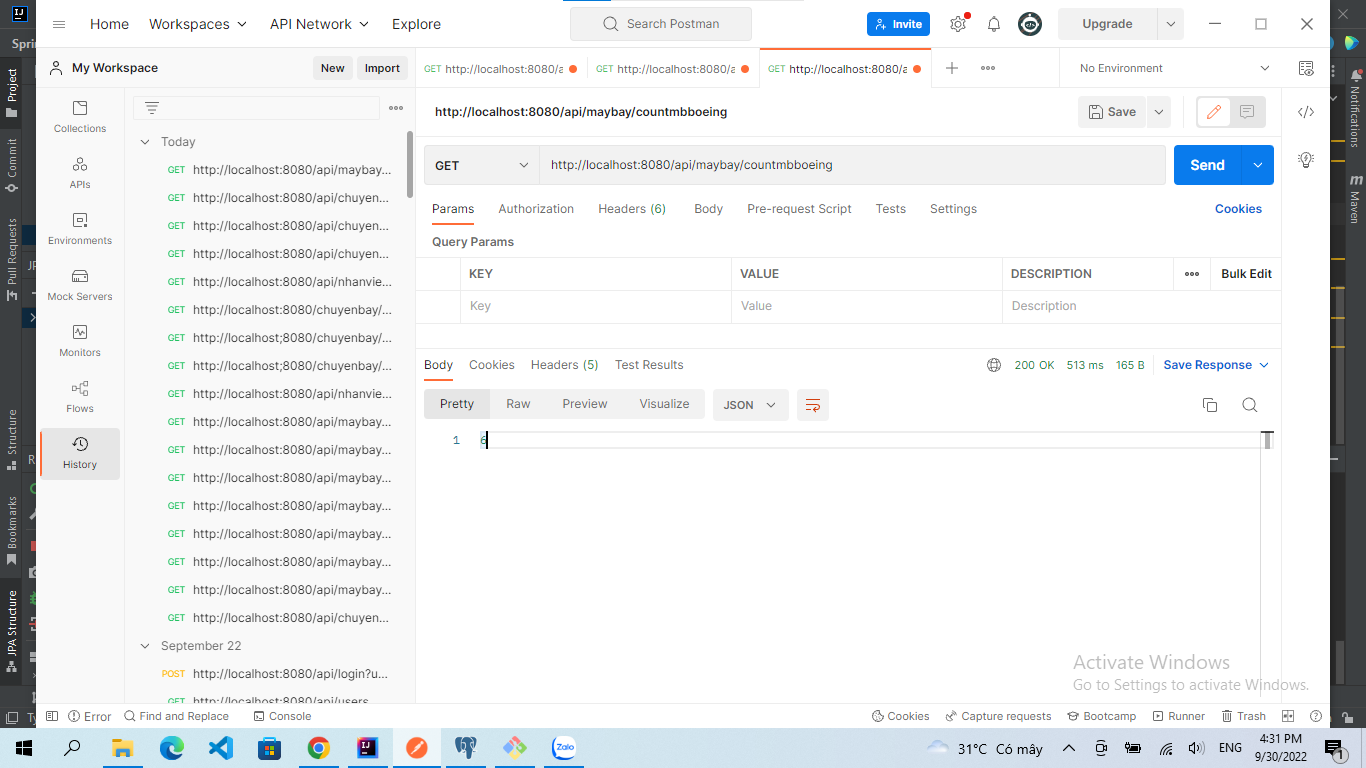 Home Workspaces API Network Explore Search Postman Invite Upgrade
Spri
My Workspace New Import
GET http://localhost:8080/a GET http://localhost:8080/a GET http://localhost:8080/a No Environment
http://localhost:8080/api/maybay/countmbboeing Save
GET http://localhost:8080/api/maybay/countmbboeing Send
Params Authorization Headers (6) Body Pre-request Script Tests Settings Cookies
Query Params
KEY VALUE DESCRIPTION Bulk Edit
Key Value Description
Body Cookies Headers (5) Test Results 200 OK 513 ms 165 B Save Response
Pretty Raw Preview Visualize JSON
1 6
Collections
APIs
Environments
Mock Servers
Monitors
Flows
History
Today
GET http://localhost:8080/api/maybay...
GET http://localhost:8080/api/chuyen...
GET http://localhost:8080/api/chuyen...
GET http://localhost:8080/api/chuyen...
GET http://localhost:8080/api/nhanvie...
GET http://localhost:8080/chuyenbay/...
GET http://localhost:8080/chuyenbay/...
GET http://localhost:8080/chuyenbay/...
GET http://localhost:8080/api/nhanvie...
GET http://localhost:8080/api/maybay...
GET http://localhost:8080/api/maybay...
GET http://localhost:8080/api/maybay...
GET http://localhost:8080/api/maybay...
GET http://localhost:8080/api/maybay...
GET http://localhost:8080/api/maybay...
GET http://localhost:8080/api/maybay...
GET http://localhost:8080/api/chuyen...
September 22
POST http://localhost:8080/api/login?u...
GET http://localhost:8080/api/users
Project
Commit
Pull Requests
Structure
Bookmarks
JPA Structure
JP
R
Ty
Notifications
m Maven
Activate Windows
Go to Settings to activate Windows.
Error Find and Replace Console Cookies Capture requests Bootcamp Runner Trash
Zalo 31°C Có mây ENG 4:31 PM
9/30/2022 1